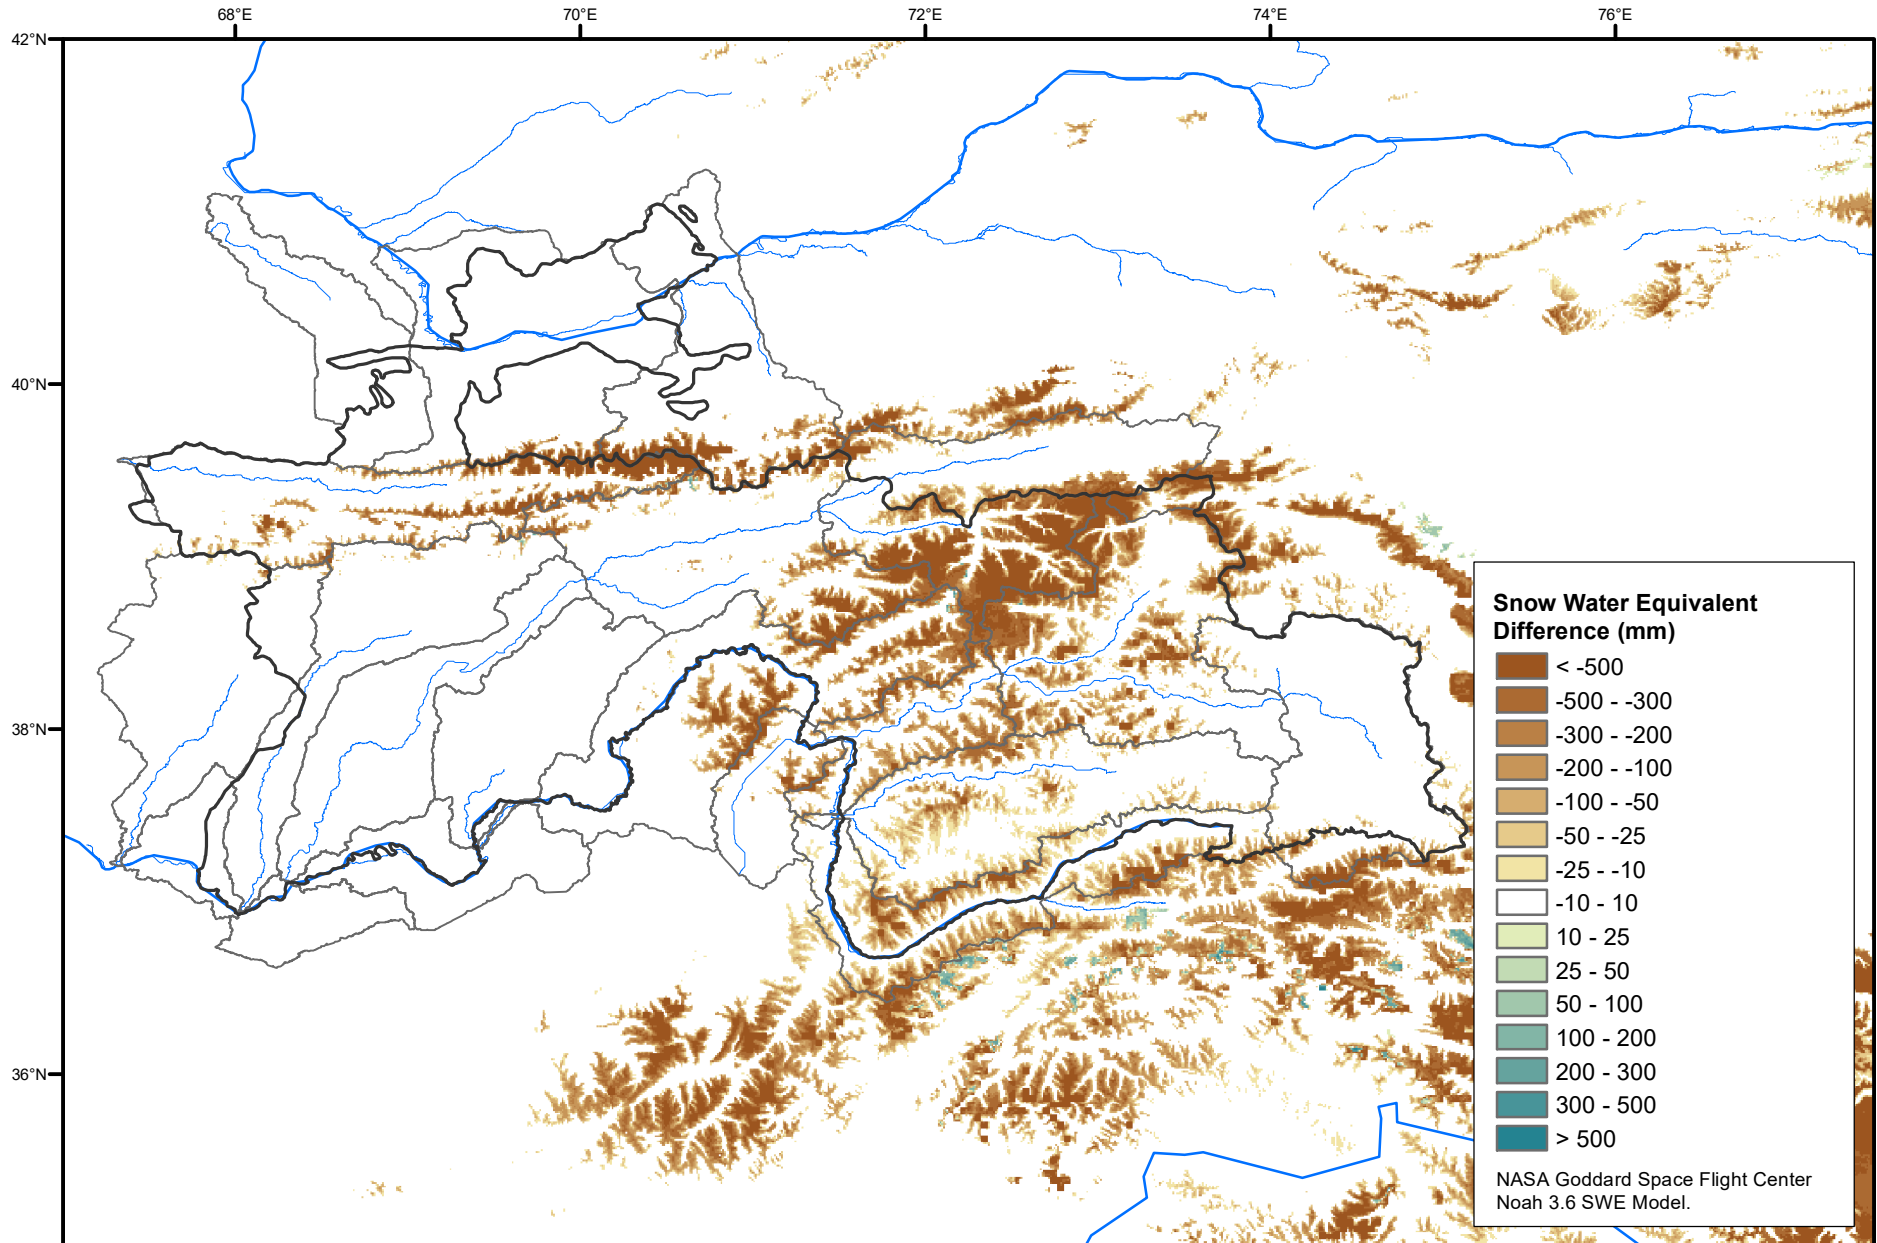 68°E 70°E 72°E 74°E 76°E
42°N
40°N
38°N
36°N
Snow Water Equivalent
Difference (mm)
< -500
-500 - -300
-300 - -200
-200 - -100
-100 - -50
-50 - -25
-25 - -10
-10 - 10
10 - 25
25 - 50
50 - 100
100 - 200
200 - 300
300 - 500
> 500
NASA Goddard Space Flight Center
Noah 3.6 SWE Model.